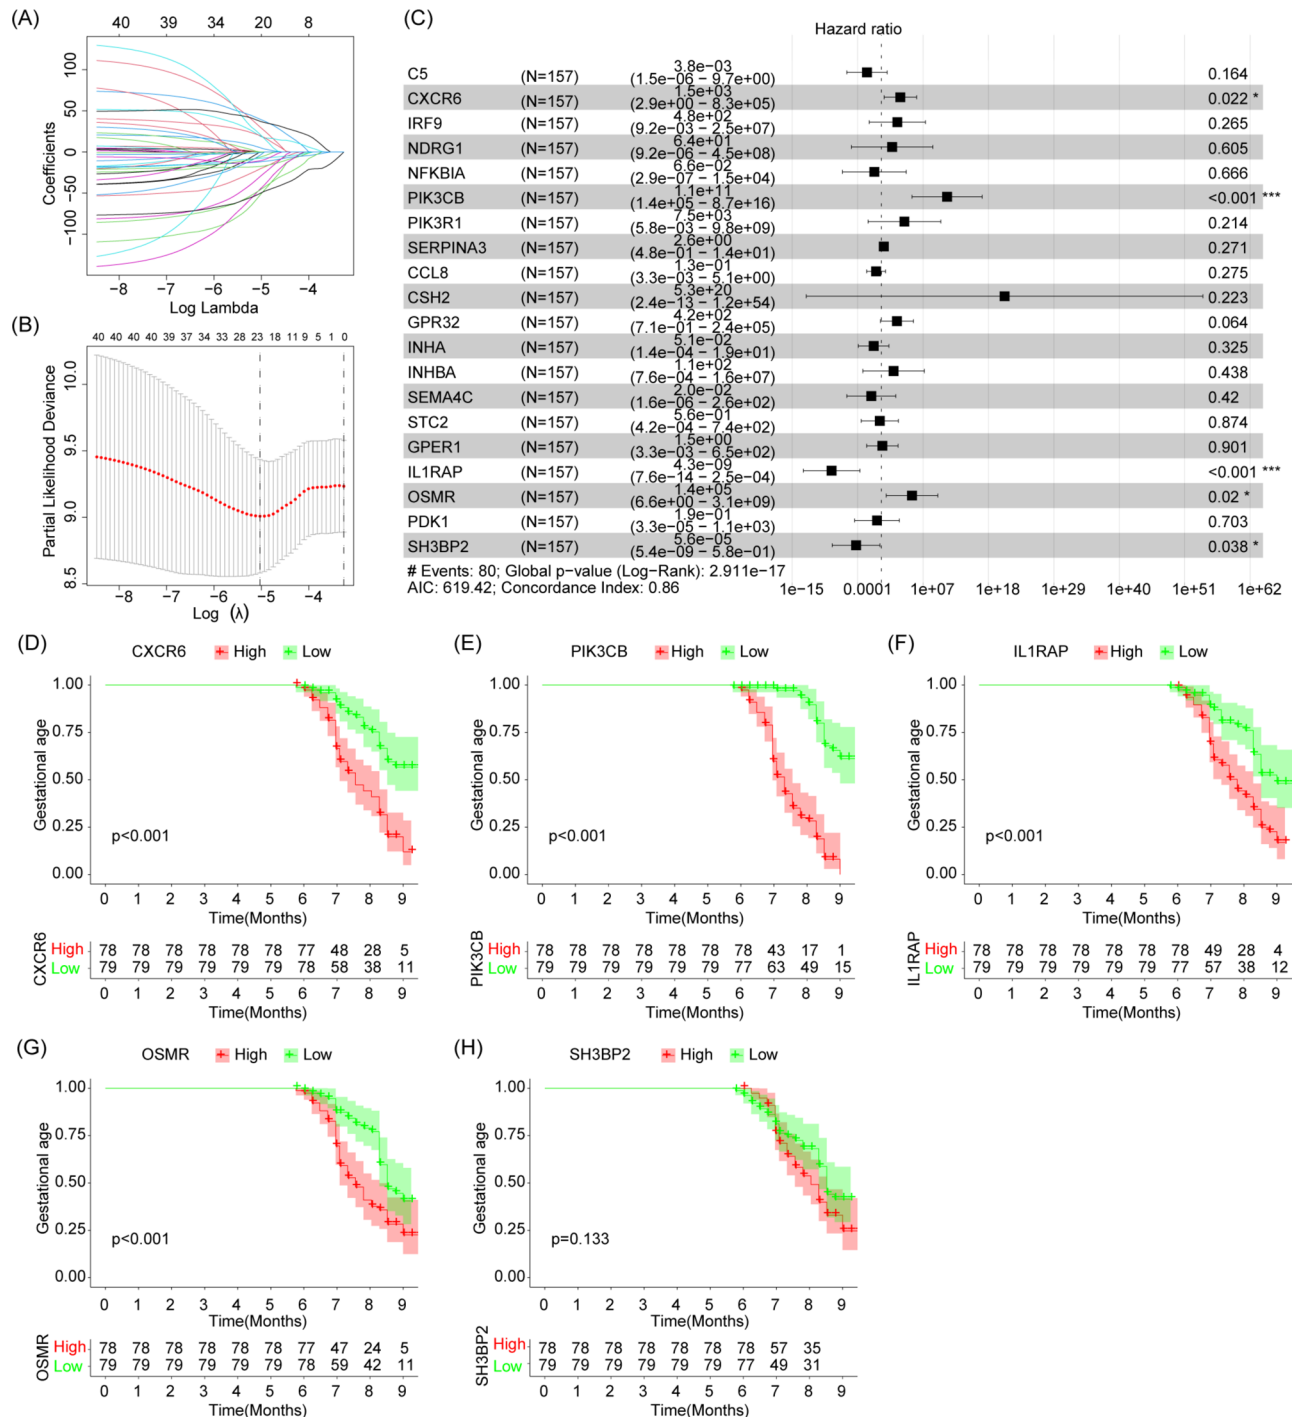 (A)
40 39 34 20 8
Coefficients
100
50
0
−50
−100
−8 −7 −6 −5 −4
Log Lambda
(B)
40 40 40 40 39 37 34 33 28 23 18 11 9 5 1 0
Partial Likelihood Deviance
10.0
9.5
9.0
8.5
−8 −7 −6 −5 −4
Log (λ)
(C)
Hazard ratio
C5 (N=157) 3.8e−03 (1.5e−06 − 9.7e+00) 0.164
CXCR6 (N=157) 1.5e+03 (2.9e+00 − 8.3e+05) 0.022 *
IRF9 (N=157) 4.8e+02 (9.2e−03 − 2.5e+07) 0.265
NDRG1 (N=157) 6.4e+01 (9.2e−06 − 4.5e+08) 0.605
NFKBIA (N=157) 6.6e−02 (2.9e−07 − 1.5e+04) 0.666
PIK3CB (N=157) 1.1e+11 (1.4e+05 − 8.7e+16) <0.001 ***
PIK3R1 (N=157) 7.5e+03 (5.8e−03 − 9.8e+09) 0.214
SERPINA3 (N=157) 2.6e+00 (4.8e−01 − 1.4e+01) 0.271
CCL8 (N=157) 1.3e−01 (3.3e−03 − 5.1e+00) 0.275
CSH2 (N=157) 5.3e+20 (2.4e−13 − 1.2e+54) 0.223
GPR32 (N=157) 4.2e+02 (7.1e−01 − 2.4e+05) 0.064
INHA (N=157) 5.1e−02 (1.4e−04 − 1.9e+01) 0.325
INHBA (N=157) 1.1e+02 (7.6e−04 − 1.6e+07) 0.438
SEMA4C (N=157) 2.0e−02 (1.6e−06 − 2.6e+02) 0.42
STC2 (N=157) 5.6e−01 (4.2e−04 − 7.4e+02) 0.874
GPER1 (N=157) 1.5e+00 (3.3e−03 − 6.5e+02) 0.901
IL1RAP (N=157) 4.3e−09 (7.6e−14 − 2.5e−04) <0.001 ***
OSMR (N=157) 1.4e+05 (6.6e+00 − 3.1e+09) 0.02 *
PDK1 (N=157) 1.9e−01 (3.3e−05 − 1.1e+03) 0.703
SH3BP2 (N=157) 5.6e−05 (5.4e−09 − 5.8e−01) 0.038 *
# Events: 80; Global p−value (Log−Rank): 2.911e−17
AIC: 619.42; Concordance Index: 0.86
1e−15 0.0001 1e+07 1e+18 1e+29 1e+40 1e+51 1e+62
(D)
CXCR6 High Low
Gestational age
1.00
0.75
0.50
0.25
0.00
p<0.001
0 1 2 3 4 5 6 7 8 9
Time(Months)
CXCR6
High 78 78 78 78 78 78 77 48 28 5
Low 79 79 79 79 79 79 78 58 38 11
0 1 2 3 4 5 6 7 8 9
Time(Months)
(E)
PIK3CB High Low
Gestational age
1.00
0.75
0.50
0.25
0.00
p<0.001
0 1 2 3 4 5 6 7 8 9
Time(Months)
PIK3CB
High 78 78 78 78 78 78 78 43 17 1
Low 79 79 79 79 79 79 77 63 49 15
0 1 2 3 4 5 6 7 8 9
Time(Months)
(F)
IL1RAP High Low
Gestational age
1.00
0.75
0.50
0.25
0.00
p<0.001
0 1 2 3 4 5 6 7 8 9
Time(Months)
IL1RAP
High 78 78 78 78 78 78 78 49 28 4
Low 79 79 79 79 79 79 77 57 38 12
0 1 2 3 4 5 6 7 8 9
Time(Months)
(G)
OSMR High Low
Gestational age
1.00
0.75
0.50
0.25
0.00
p<0.001
0 1 2 3 4 5 6 7 8 9
Time(Months)
OSMR
High 78 78 78 78 78 78 77 47 24 5
Low 79 79 79 79 79 79 78 59 42 11
0 1 2 3 4 5 6 7 8 9
Time(Months)
(H)
SH3BP2 High Low
Gestational age
1.00
0.75
0.50
0.25
0.00
p=0.133
0 1 2 3 4 5 6 7 8 9
Time(Months)
SH3BP2
High 78 78 78 78 78 78 78 57 35
Low 79 79 79 79 79 79 77 49 31
0 1 2 3 4 5 6 7 8 9
Time(Months)